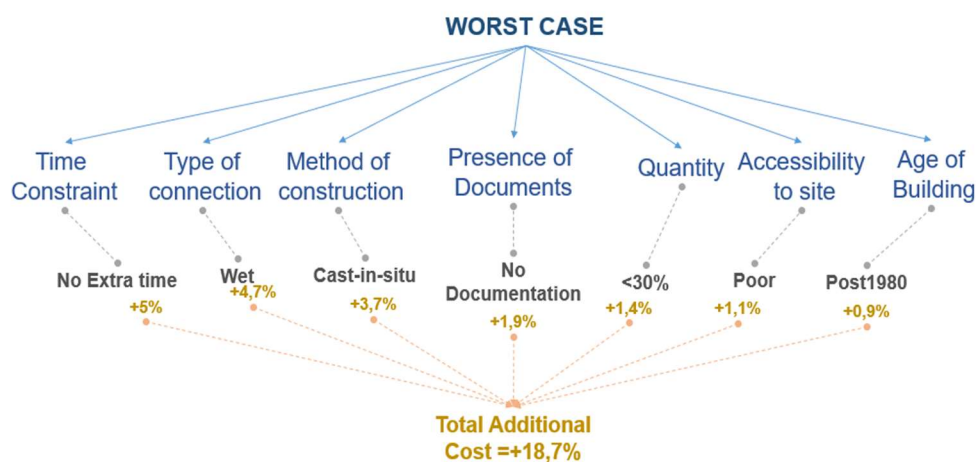 WORST CASE
Time
Constraint
Type of
connection
Method of
construction
Presence of
Documents
Quantity
Accessibility
to site
Age of
Building
No Extra time
+5%
Wet
+4,7%
Cast-in-situ
+3,7%
No
Documentation
+1,9%
<30%
+1,4%
Poor
+1,1%
Post1980
+0,9%
Total Additional
Cost =+18,7%